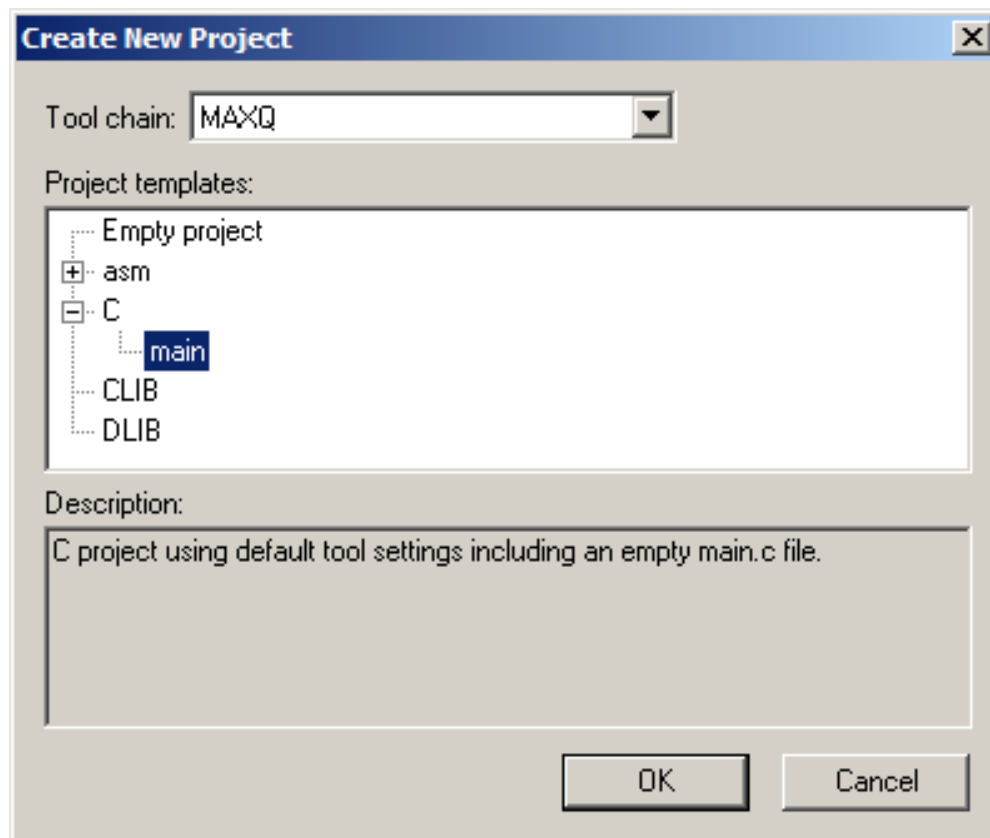 Create New Project
Tool chain: MAXQ
Project templates:
Empty project
asm
C
main
CLIB
DLIB
Description:
C project using default tool settings including an empty main.c file.
OK Cancel